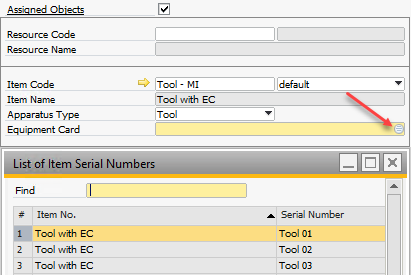 Assigned Objects
Resource Code
Resource Name
Item Code Tool - MI default
Item Name Tool with EC
Apparatus Type Tool
Equipment Card
List of Item Serial Numbers
Find
# Item No. Serial Number
1 Tool with EC Tool 01
2 Tool with EC Tool 02
3 Tool with EC Tool 03